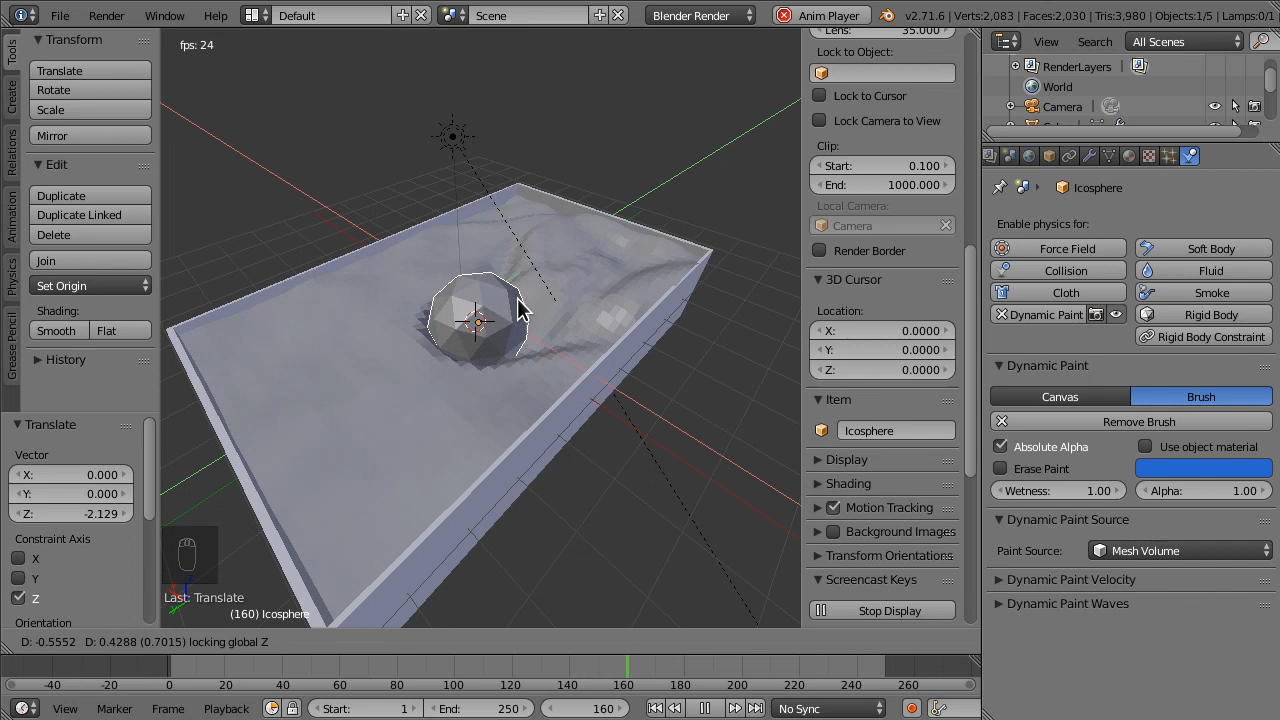 File Render Window Help Default Scene Blender Render Anim Player v2.71.6 | Verts:2,083 | Faces:2,030 | Tris:3,980 | Objects:1/5 | Lamps:0/1
Tools
Create
Relations
Animation
Physics
Grease Pencil
Transform
Translate
Rotate
Scale
Mirror
Edit
Duplicate
Duplicate Linked
Delete
Join
Set Origin
Shading:
Smooth Flat
History
Translate
Vector
X: 0.000
Y: 0.000
Z: -2.129
Constraint Axis
X
Y
Z
Orientation
fps: 24
Last: Translate
(160) Icosphere
D: -0.5552 D: 0.4288 (0.7015) locking global Z
Lens: 35.000
Lock to Object:
Lock to Cursor
Lock Camera to View
Clip:
Start: 0.100
End: 1000.000
Local Camera:
Camera
Render Border
3D Cursor
Location:
X: 0.0000
Y: 0.0000
Z: 0.0000
Item
Icosphere
Display
Shading
Motion Tracking
Background Images
Transform Orientations
Screencast Keys
Stop Display
View Search All Scenes
RenderLayers
World
Camera
Icosphere
Enable physics for:
Force Field Soft Body
Collision Fluid
Cloth Smoke
Dynamic Paint Rigid Body
Rigid Body Constraint
Dynamic Paint
Canvas Brush
Remove Brush
Absolute Alpha Use object material
Erase Paint
Wetness: 1.00 Alpha: 1.00
Dynamic Paint Source
Paint Source: Mesh Volume
Dynamic Paint Velocity
Dynamic Paint Waves
-40 -20 0 20 40 60 80 100 120 140 160 180 200 220 240 260
View Marker Frame Playback Start: 1 End: 250 160 No Sync